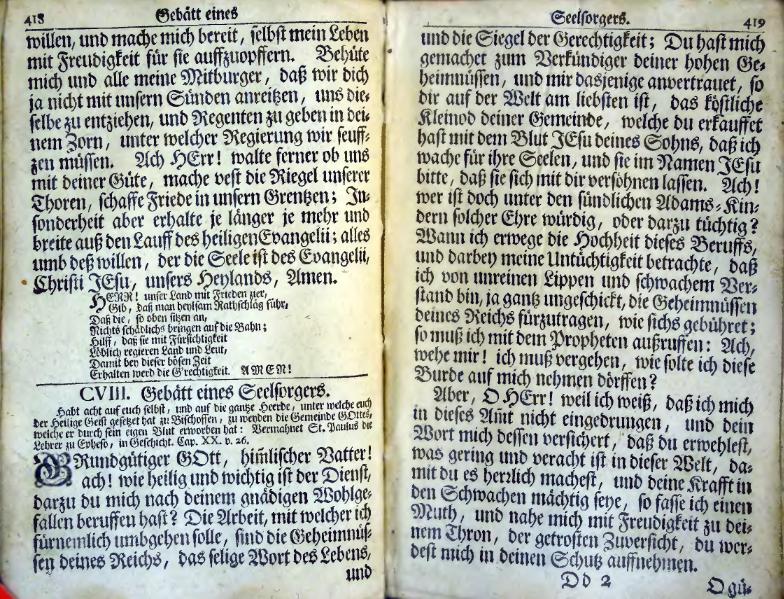 418
Gebätt eines
willen, und mache mich bereit, selbst mein Leben
mit Freudigkeit für sie auffzuopffern. Behüte
mich und alle meine Mitburger, daß wir dich
ja nicht mit unsern Sünden anreitzen, uns die-
selbe zu entziehen, und Regenten zu geben in dei-
nem Zorn, unter welcher Regierung wir seuff-
zen müssen. Ach HErr! walte ferner ob uns
mit deiner Güte, mache vest die Riegel unserer
Thoren, schaffe Friede in unsern Grentzen; In-
sonderheit aber erhalte je länger je mehr und
breite auß den Lauff des heiligen Evangelii; alles
umb deß willen, der die Seele ist des Evangelii,
Christi JEsu, unsers Heylands, Amen.
HERR! unser Land mit Frieden zier,
Gib, daß man heylsam Rathschläg führ,
Daß die, so oben sitzen an,
Nichts schädlichs bringen auf die Bahn;
Hilff, daß sie mit Fürsichtigkeit
Löblich regieren Land und Leut,
Damit bey dieser bösen Zeit
Erhalten werd die G'rechtigkeit. AMEN!
CVIII. Gebätt eines Seelsorgers.
Habt acht auf euch selbst, und auf die gantze Heerde, unter welche euch
der Heilige Geist gesetzt hat zu Bischoffen, zu weyden die Gemeinde GOttes,
welche er durch sein eigen Blut erworben hat: Vermahnet St. Paulus die
Lehrer zu Epheso, in Geschicht. Cap. XX. v. 28.
GRundgütiger GOtt, him̃lischer Vatter!
ach! wie heilig und wichtig ist der Dienst,
darzu du mich nach deinem gnädigen Wohlge-
fallen beruffen hast? Die Arbeit, mit welcher ich
fürnemlich umbgehen solle, sind die Geheimnüs-
sen deines Reichs, das selige Wort des Lebens,
und
Seelsorgers.
419
und die Siegel der Gerechtigkeit; Du hast mich
gemachet zum Verkündiger deiner hohen Ge-
heimnüssen, und mir dasjenige anvertrauet, so
dir auf der Welt am liebsten ist, das köstliche
Kleinod deiner Gemeinde, welche du erkauffet
hast mit dem Blut JEsu deines Sohns, daß ich
wache für ihre Seelen, und sie im Namen JEsu
bitte, daß sie sich mit dir versöhnen lassen. Ach!
wer ist doch unter den sündlichen Adams-Kin-
dern solcher Ehre würdig, oder darzu tüchtig?
Wann ich erwege die Hochheit dieses Beruffs,
und darbey meine Untüchtigkeit betrachte, daß
ich von unreinen Lippen und schwachem Ver-
stand bin, ja gantz ungeschickt, die Geheimnüssen
deines Reichs fürzutragen, wie sichs gebühret;
so muß ich mit dem Propheten außruffen: Ach,
wehe mir! ich muß vergehen, wie solte ich diese
Burde auf mich nehmen dörffen?
Aber, O HErr! weil ich weiß, daß ich mich
in dieses Amt nicht eingedrungen, und dein
Wort mich dessen versichert, daß du erwehlest,
was gering und veracht ist in dieser Welt, da-
mit du es herrlich machest, und deine Krafft in
den Schwachen mächtig seye, so fasse ich einen
Muth, und nahe mich mit Freudigkeit zu dei-
nem Thron, der getrosten Zuversicht, du wer-
dest mich in deinen Schutz auffnehmen.
Dd 2
O gü-